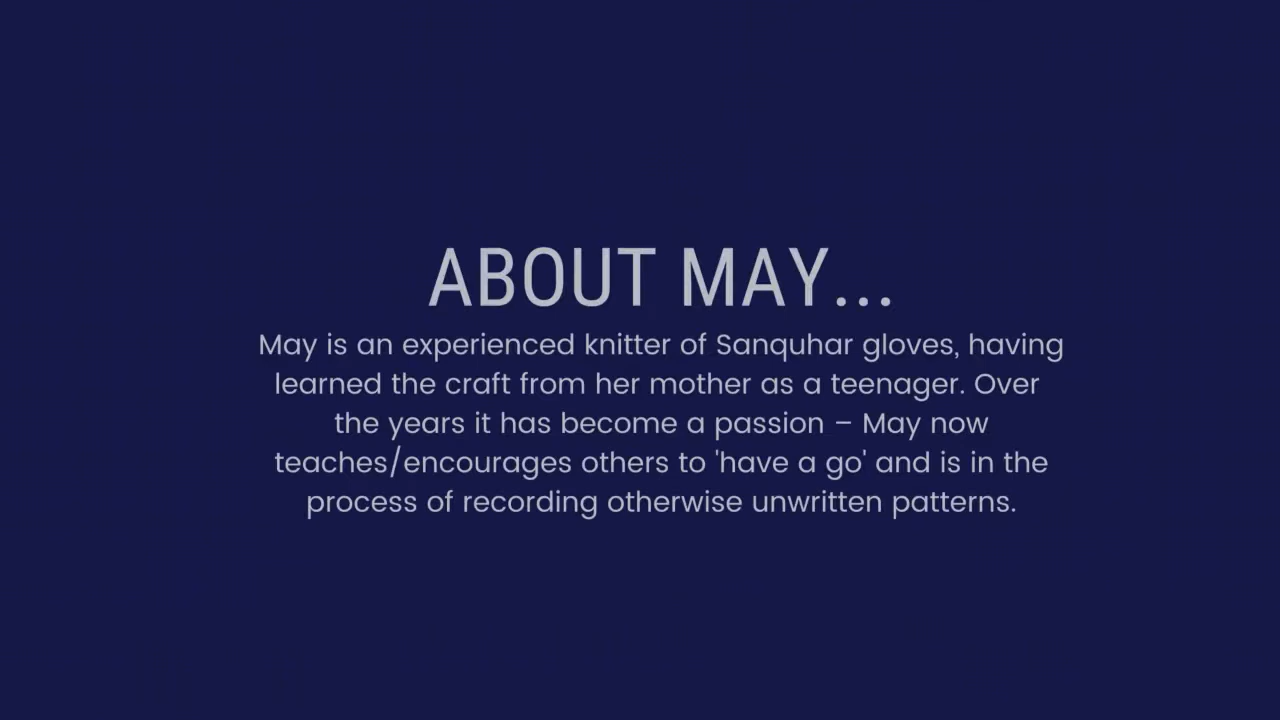 ABOUT MAY...
May is an experienced knitter of Sanquhar gloves, having
learned the craft from her mother as a teenager. Over
the years it has become a passion – May now
teaches/encourages others to 'have a go' and is in the
process of recording otherwise unwritten patterns.